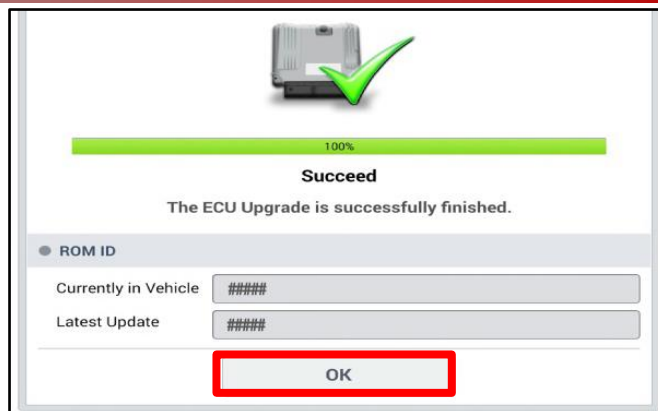 100%
Succeed
The ECU Upgrade is successfully finished.
ROM ID
Currently in Vehicle #####
Latest Update #####
OK